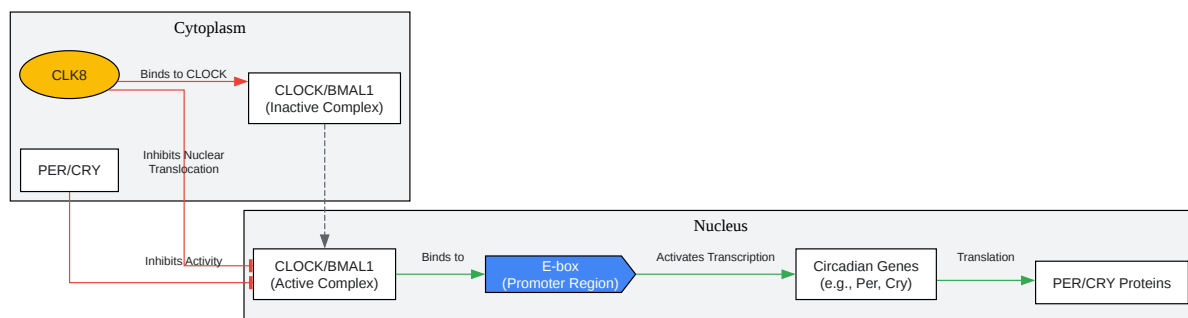 Cytoplasm
CLK8
Binds to CLOCK
CLOCK/BMAL1
(Inactive Complex)
Inhibits Nuclear
Translocation
PER/CRY
Nucleus
Inhibits Activity
CLOCK/BMAL1
(Active Complex)
Binds to
E-box
(Promoter Region)
Activates Transcription
Circadian Genes
(e.g., Per, Cry)
Translation
PER/CRY Proteins